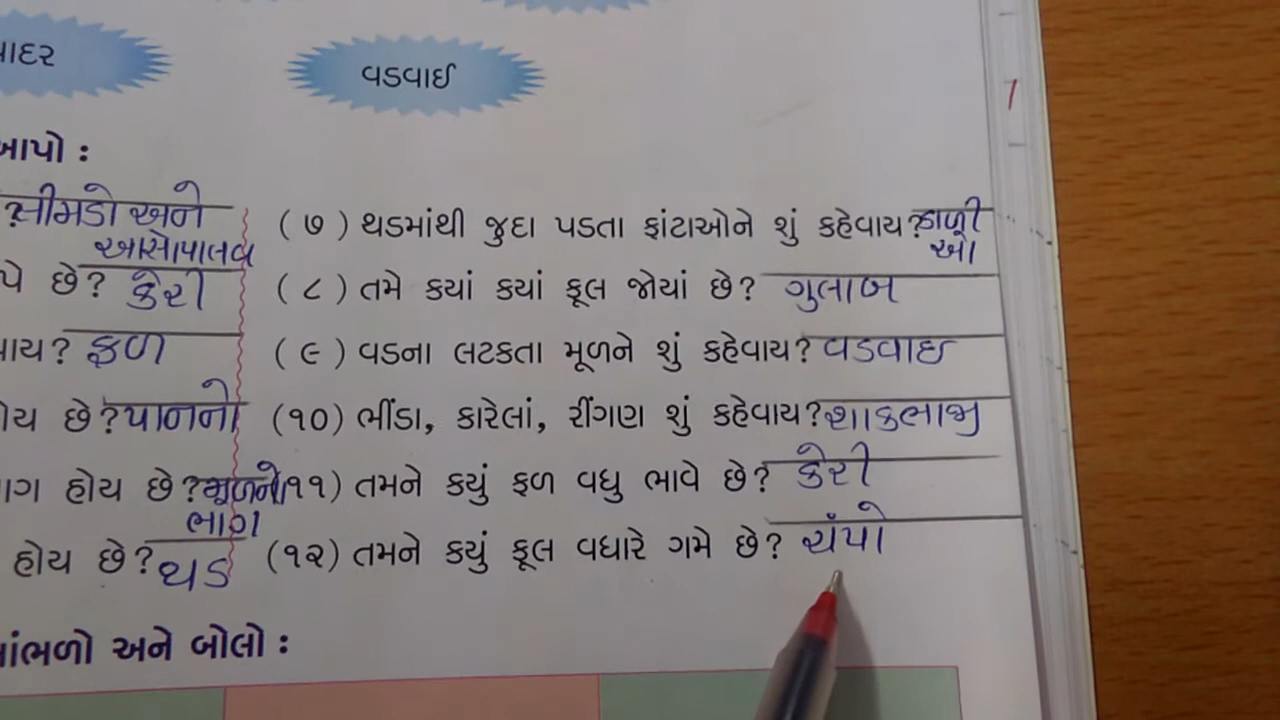 ાદર
વડવાઈ
આપો :
લીમડો અને
આસોપાલવ
પે છે? કેરી
ાય? ફળ
ોય છે? પાનનો
ાગ હોય છે? મૂળનો
ભાગ
હોય છે? થડ
(૭) થડમાંથી જુદા પડતા ફાંટાઓને શું કહેવાય? ડાળી
ઓ
(૮) તમે કયાં કયાં ફૂલ જોયાં છે? ગુલાબ
(૯) વડના લટકતા મૂળને શું કહેવાય? વડવાઈ
(૧૦) ભીંડા, કારેલાં, રીંગણ શું કહેવાય? શાકભાજી
(૧૧) તમને કયું ફળ વધુ ભાવે છે? કેરી
(૧૨) તમને કયું ફૂલ વધારે ગમે છે? ચંપો
ાંભળો અને બોલો :